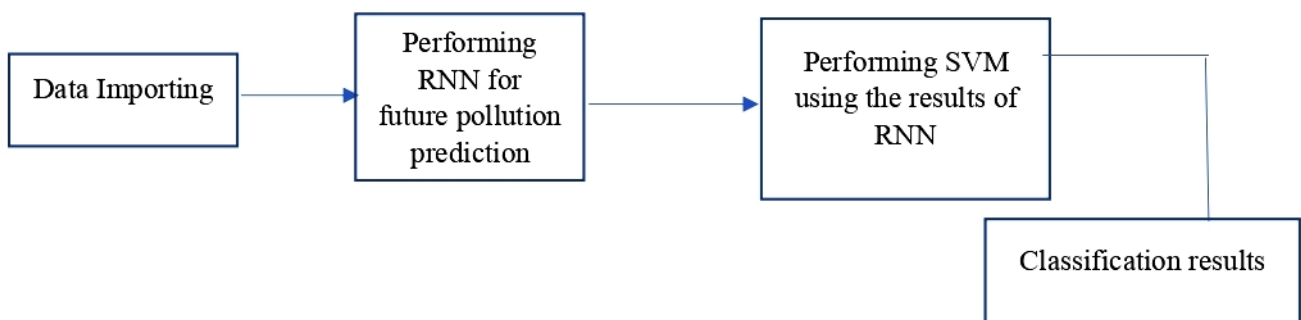 Data Importing
Performing
RNN for
future pollution
prediction
Performing SVM
using the results of
RNN
Classification results